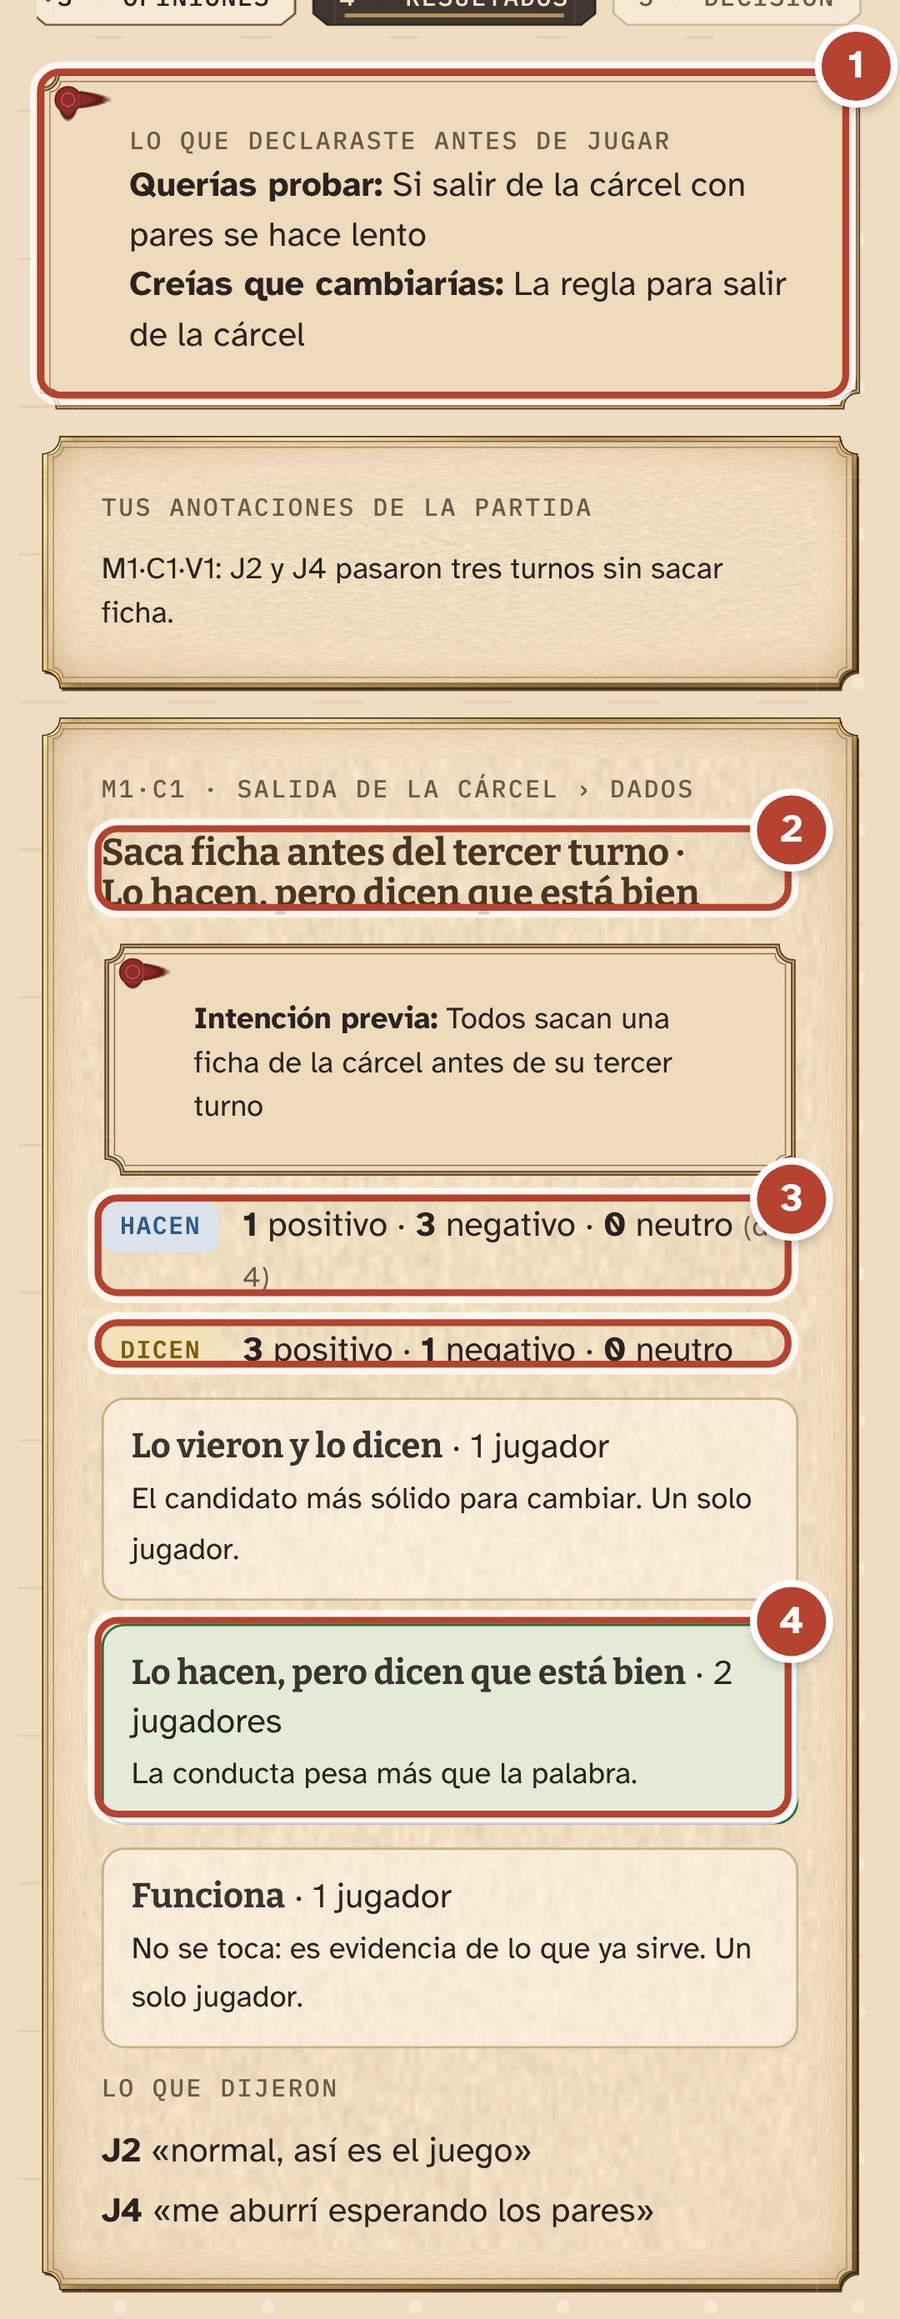 3 · OPINIONES 4 · RESULTADOS 5 · DECISIÓN
1
LO QUE DECLARASTE ANTES DE JUGAR
Querías probar: Si salir de la cárcel con
pares se hace lento
Creías que cambiarías: La regla para salir
de la cárcel
TUS ANOTACIONES DE LA PARTIDA
M1·C1·V1: J2 y J4 pasaron tres turnos sin sacar
ficha.
M1·C1 · SALIDA DE LA CÁRCEL › DADOS
2
Saca ficha antes del tercer turno ·
Lo hacen, pero dicen que está bien
Intención previa: Todos sacan una
ficha de la cárcel antes de su tercer
turno
3
HACEN 1 positivo · 3 negativo · 0 neutro
4)
DICEN 3 positivo · 1 negativo · 0 neutro
Lo vieron y lo dicen · 1 jugador
El candidato más sólido para cambiar. Un solo
jugador.
4
Lo hacen, pero dicen que está bien · 2
jugadores
La conducta pesa más que la palabra.
Funciona · 1 jugador
No se toca: es evidencia de lo que ya sirve. Un
solo jugador.
LO QUE DIJERON
J2 «normal, así es el juego»
J4 «me aburrí esperando los pares»